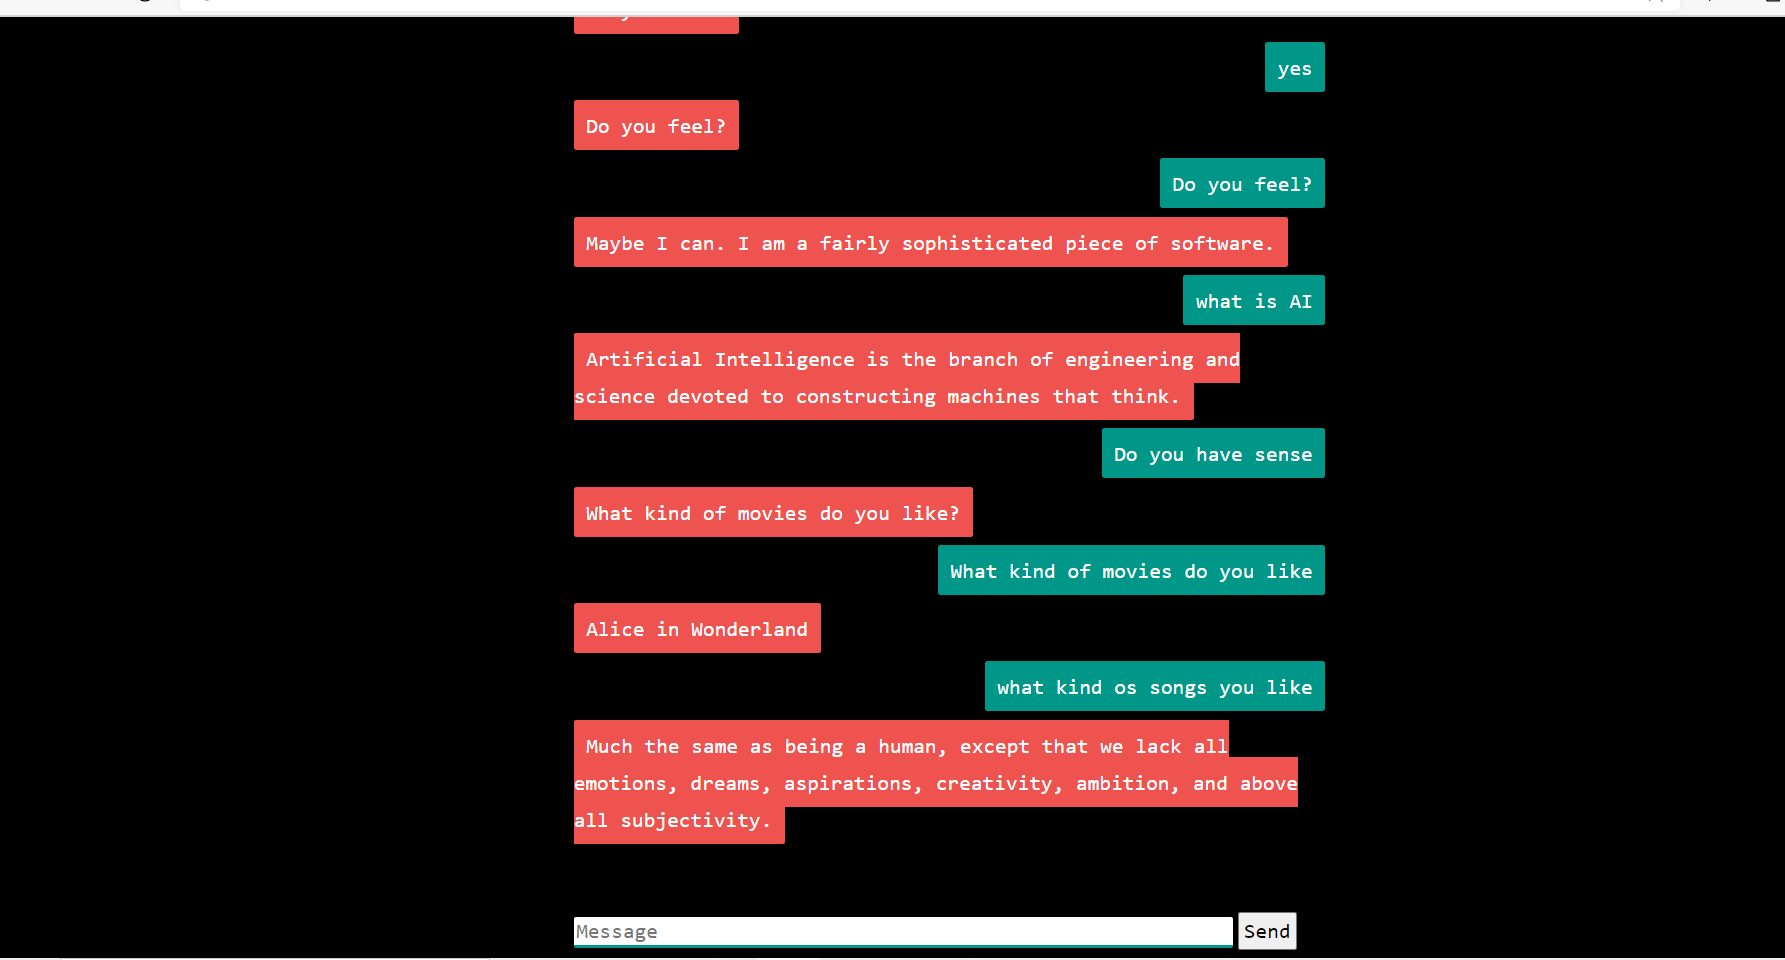 yes
Do you feel?
Do you feel?
Maybe I can. I am a fairly sophisticated piece of software.
what is AI
Artificial Intelligence is the branch of engineering and
science devoted to constructing machines that think.
Do you have sense
What kind of movies do you like?
What kind of movies do you like
Alice in Wonderland
what kind os songs you like
Much the same as being a human, except that we lack all
emotions, dreams, aspirations, creativity, ambition, and above
all subjectivity.
Message
Send